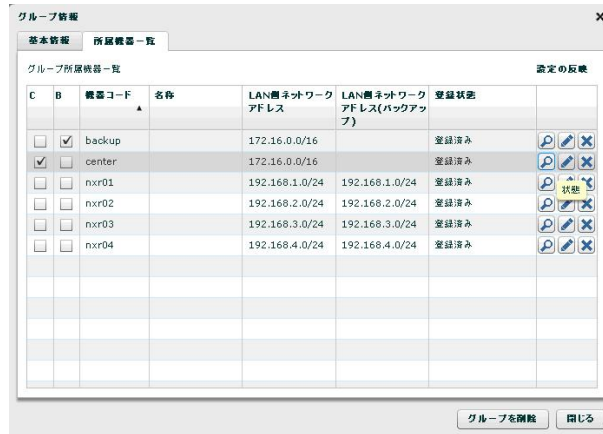 グループ情報
基本情報 所属機器一覧
グループ所属機器一覧 設定の反映
C B 機器コード 名称 LAN側ネットワークアドレス LAN側ネットワークアドレス(バックアップ) 登録状態
backup 172.16.0.0/16 登録済み
center 172.16.0.0/16 登録済み
nxr01 192.168.1.0/24 192.168.1.0/24 登録済み
状態
nxr02 192.168.2.0/24 192.168.2.0/24 登録済み
nxr03 192.168.3.0/24 192.168.3.0/24 登録済み
nxr04 192.168.4.0/24 192.168.4.0/24 登録済み
グループを削除 閉じる